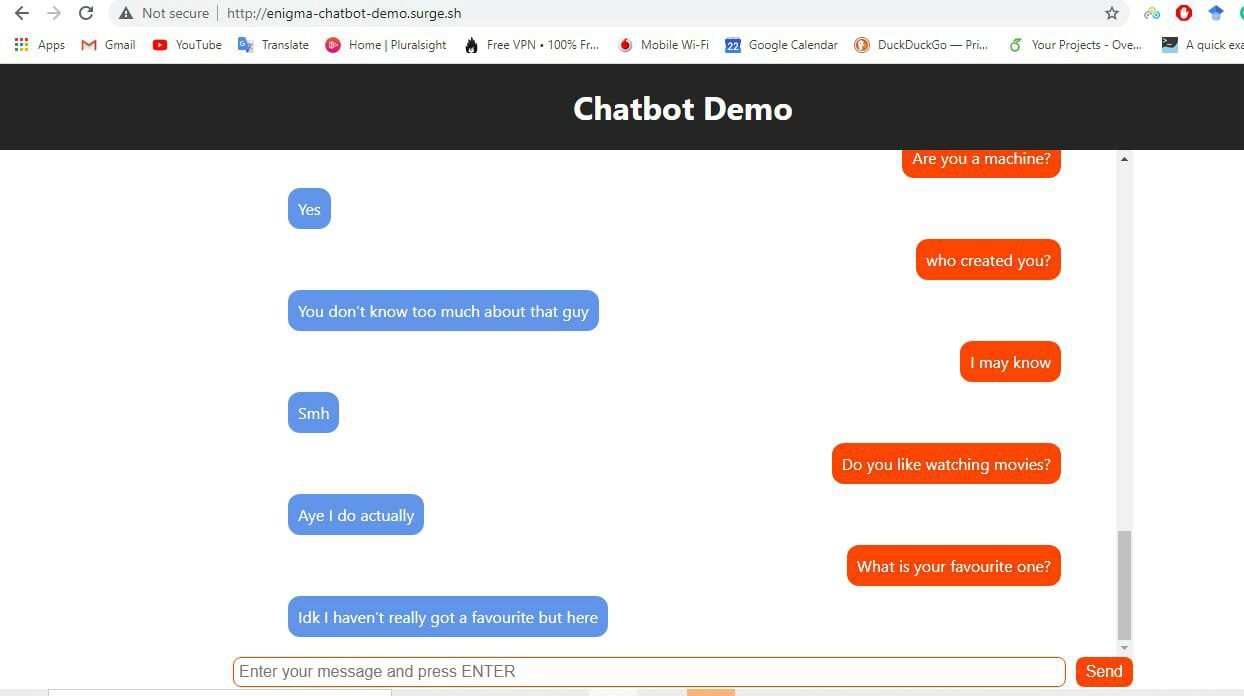 Not secure | http://enigma-chatbot-demo.surge.sh
Apps Gmail YouTube Translate Home | Pluralsight Free VPN • 100% Fr... Mobile Wi-Fi 22 Google Calendar DuckDuckGo — Pri... Your Projects - Ove... A quick exa
Chatbot Demo
Are you a machine?
Yes
who created you?
You don't know too much about that guy
I may know
Smh
Do you like watching movies?
Aye I do actually
What is your favourite one?
Idk I haven't really got a favourite but here
Enter your message and press ENTER Send